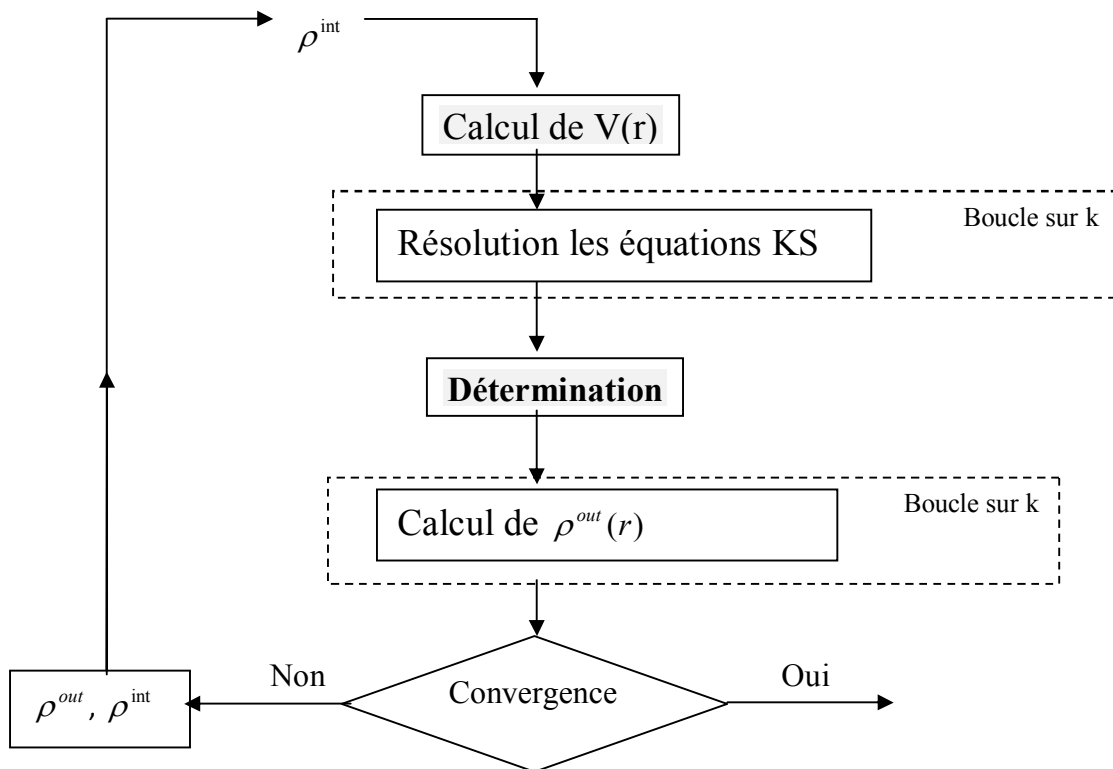 ρ^int
Calcul de V(r)
Boucle sur k
Résolution les équations KS
Détermination
Boucle sur k
Calcul de ρ^out(r)
Non
Convergence
Oui
ρ^out, ρ^int